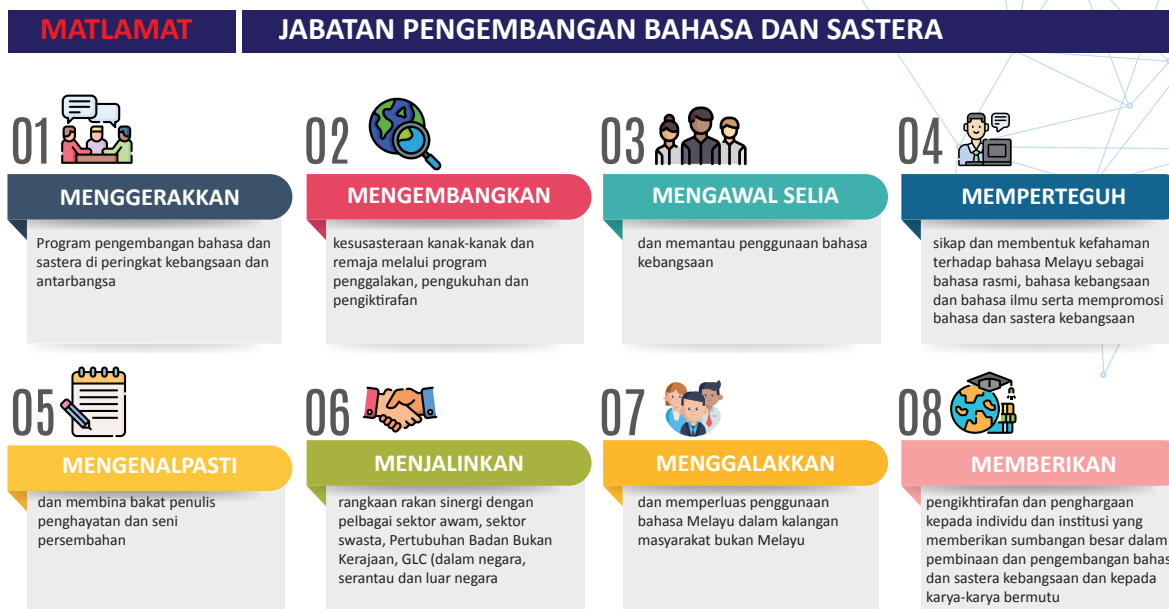 MATLAMAT
JABATAN PENGEMBANGAN BAHASA DAN SASTERA
01
MENGGERAKKAN
Program pengembangan bahasa dan
sastera di peringkat kebangsaan dan
antarbangsa
02
MENGEMBANGKAN
kesusasteraan kanak-kanak dan
remaja melalui program
penggalakan, pengukuhan dan
pengiktirafan
03
MENGAWAL SELIA
dan memantau penggunaan bahasa
kebangsaan
04
MEMPERTEGUH
sikap dan membentuk kefahaman
terhadap bahasa Melayu sebagai
bahasa rasmi, bahasa kebangsaan
dan bahasa ilmu serta mempromosi
bahasa dan sastera kebangsaan
05
MENGENALPASTI
dan membina bakat penulis
penghayatan dan seni
persembahan
06
MENJALINKAN
rangkaan rakan sinergi dengan
pelbagai sektor awam, sektor
swasta, Pertubuhan Badan Bukan
Kerajaan, GLC (dalam negara,
serantau dan luar negara
07
MENGGALAKKAN
dan memperluas penggunaan
bahasa Melayu dalam kalangan
masyarakat bukan Melayu
08
MEMBERIKAN
pengikhtirafan dan penghargaan
kepada individu dan institusi yang
memberikan sumbangan besar dalam
pembinaan dan pengembangan bahas
dan sastera kebangsaan dan kepada
karya-karya bermutu